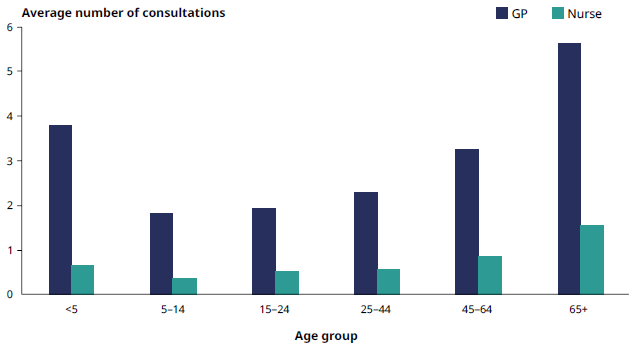 Average number of consultations
GP Nurse
6
5
4
3
2
1
0
<5 5–14 15–24 25–44 45–64 65+
Age group